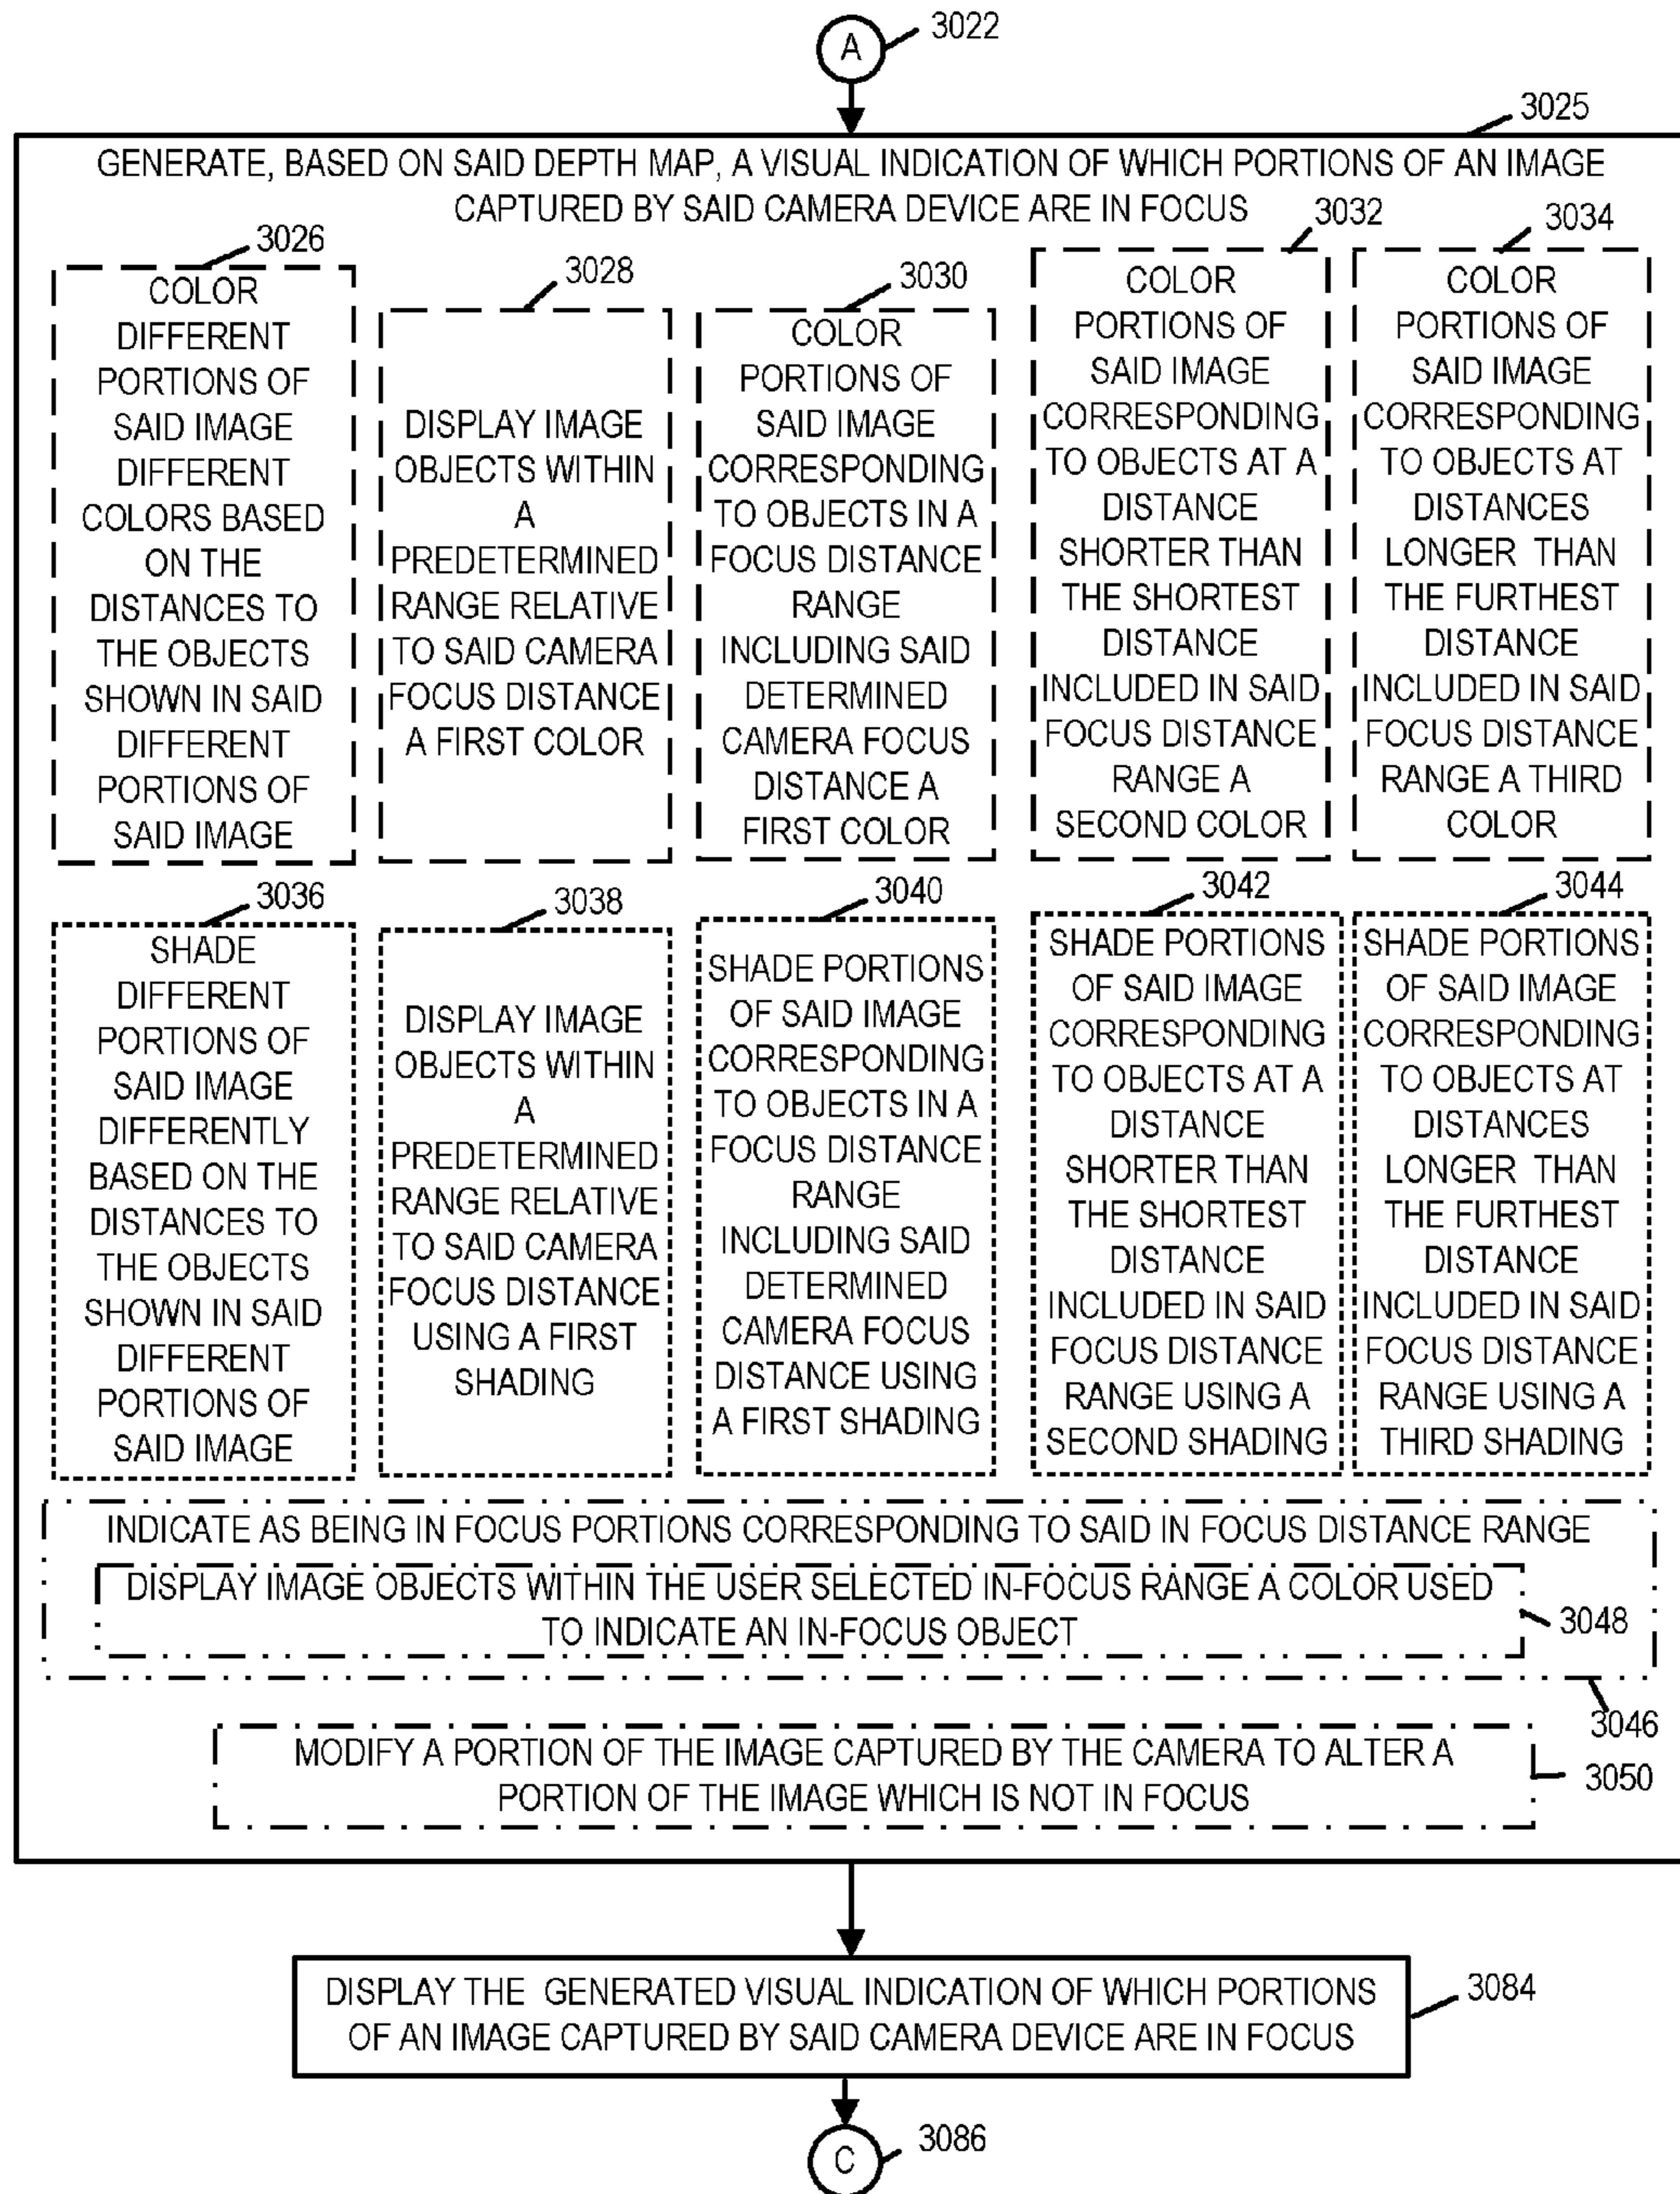 A
3022
3025
GENERATE, BASED ON SAID DEPTH MAP, A VISUAL INDICATION OF WHICH PORTIONS OF AN IMAGE
CAPTURED BY SAID CAMERA DEVICE ARE IN FOCUS
3026
COLOR
DIFFERENT
PORTIONS OF
SAID IMAGE
DIFFERENT
COLORS BASED
ON THE
DISTANCES TO
THE OBJECTS
SHOWN IN SAID
DIFFERENT
PORTIONS OF
SAID IMAGE
3028
DISPLAY IMAGE
OBJECTS WITHIN
A
PREDETERMINED
RANGE RELATIVE
TO SAID CAMERA
FOCUS DISTANCE
A FIRST COLOR
3030
COLOR
PORTIONS OF
SAID IMAGE
CORRESPONDING
TO OBJECTS IN A
FOCUS DISTANCE
RANGE
INCLUDING SAID
DETERMINED
CAMERA FOCUS
DISTANCE A
FIRST COLOR
3032
COLOR
PORTIONS OF
SAID IMAGE
CORRESPONDING
TO OBJECTS AT A
DISTANCE
SHORTER THAN
THE SHORTEST
DISTANCE
INCLUDED IN SAID
FOCUS DISTANCE
RANGE A
SECOND COLOR
3034
COLOR
PORTIONS OF
SAID IMAGE
CORRESPONDING
TO OBJECTS AT
DISTANCES
LONGER THAN
THE FURTHEST
DISTANCE
INCLUDED IN SAID
FOCUS DISTANCE
RANGE A THIRD
COLOR
3036
SHADE
DIFFERENT
PORTIONS OF
SAID IMAGE
DIFFERENTLY
BASED ON THE
DISTANCES TO
THE OBJECTS
SHOWN IN SAID
DIFFERENT
PORTIONS OF
SAID IMAGE
3038
DISPLAY IMAGE
OBJECTS WITHIN
A
PREDETERMINED
RANGE RELATIVE
TO SAID CAMERA
FOCUS DISTANCE
USING A FIRST
SHADING
3040
SHADE PORTIONS
OF SAID IMAGE
CORRESPONDING
TO OBJECTS IN A
FOCUS DISTANCE
RANGE
INCLUDING SAID
DETERMINED
CAMERA FOCUS
DISTANCE USING
A FIRST SHADING
3042
SHADE PORTIONS
OF SAID IMAGE
CORRESPONDING
TO OBJECTS AT A
DISTANCE
SHORTER THAN
THE SHORTEST
DISTANCE
INCLUDED IN SAID
FOCUS DISTANCE
RANGE USING A
SECOND SHADING
3044
SHADE PORTIONS
OF SAID IMAGE
CORRESPONDING
TO OBJECTS AT
DISTANCES
LONGER THAN
THE FURTHEST
DISTANCE
INCLUDED IN SAID
FOCUS DISTANCE
RANGE USING A
THIRD SHADING
INDICATE AS BEING IN FOCUS PORTIONS CORRESPONDING TO SAID IN FOCUS DISTANCE RANGE
DISPLAY IMAGE OBJECTS WITHIN THE USER SELECTED IN-FOCUS RANGE A COLOR USED
TO INDICATE AN IN-FOCUS OBJECT
3048
3046
MODIFY A PORTION OF THE IMAGE CAPTURED BY THE CAMERA TO ALTER A
PORTION OF THE IMAGE WHICH IS NOT IN FOCUS
3050
DISPLAY THE GENERATED VISUAL INDICATION OF WHICH PORTIONS
OF AN IMAGE CAPTURED BY SAID CAMERA DEVICE ARE IN FOCUS
3084
C
3086